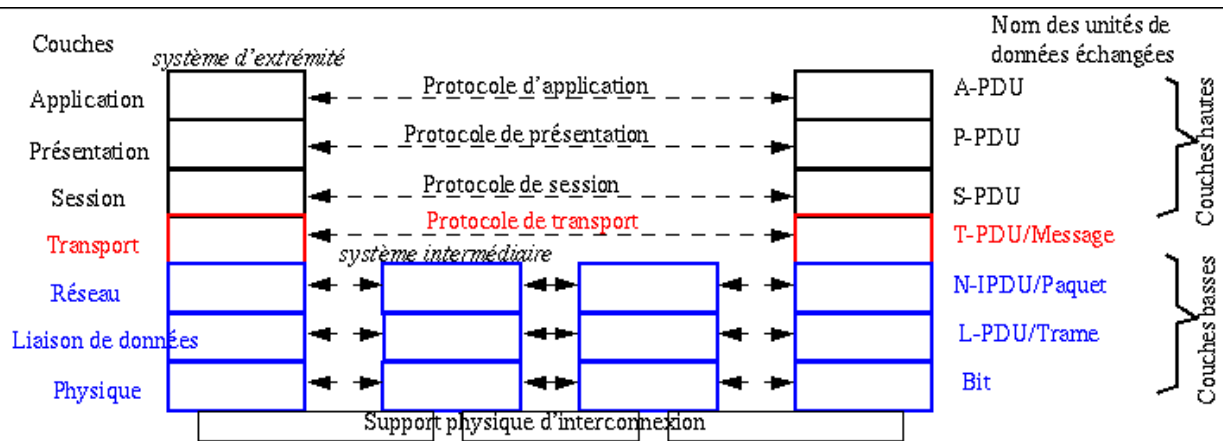 Couches
Nom des unités de
données échangées
système d'extrémité
Application
Protocole d'application
A-PDU
Présentation
Protocole de présentation
P-PDU
Session
Protocole de session
S-PDU
Couches hautes
Transport
Protocole de transport
T-PDU/Message
système intermédiaire
Réseau
N-IPDU/Paquet
Liaison de données
L-PDU/Trame
Physique
Bit
Couches basses
Support physique d'interconnexion